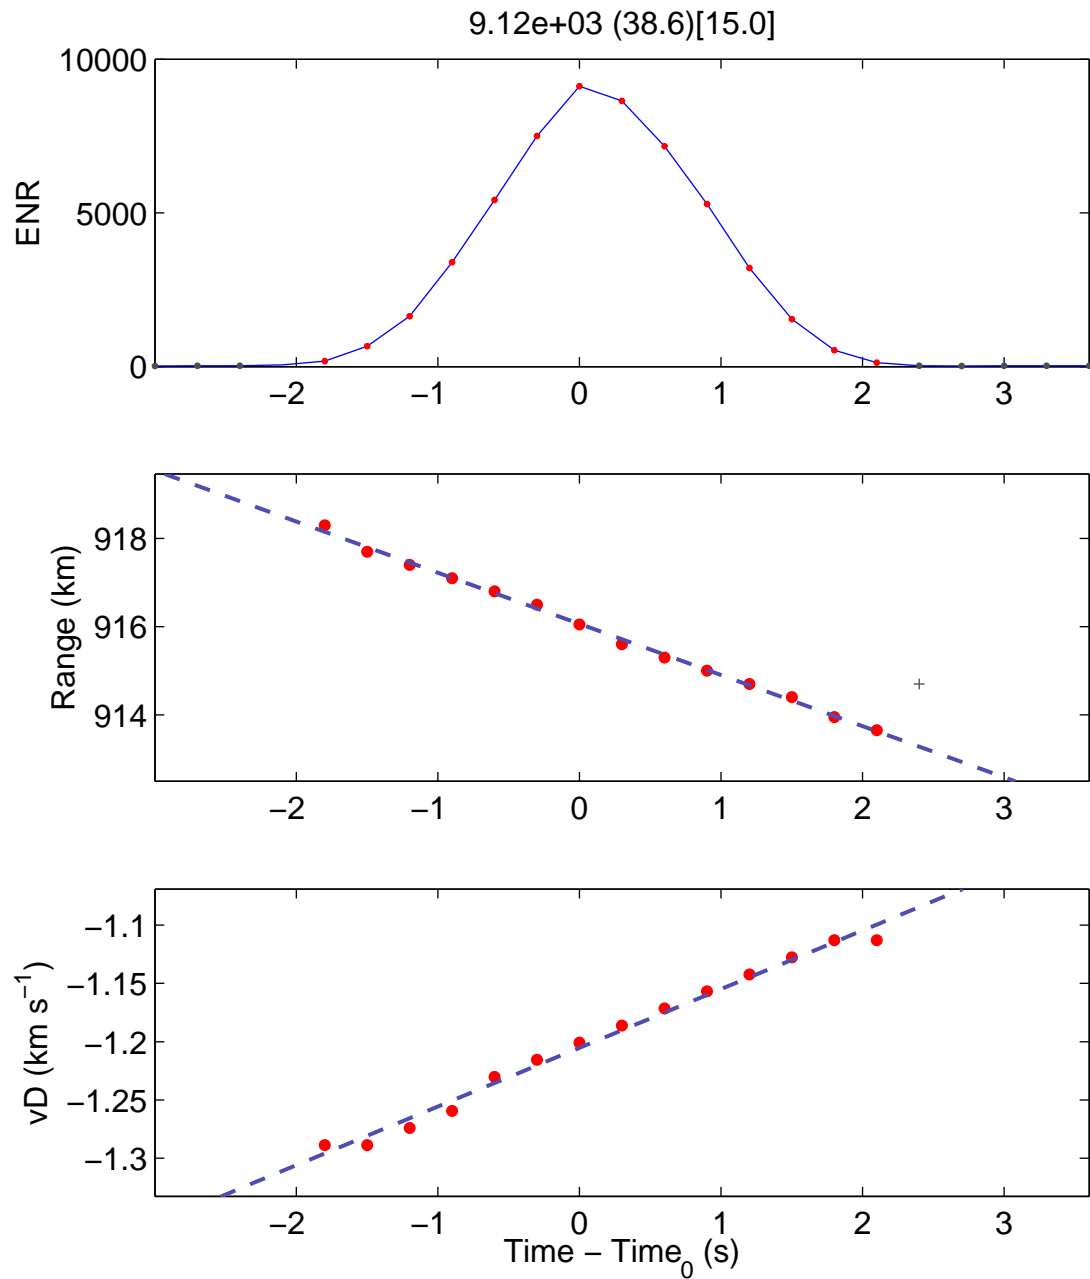 9.12e+03 (38.6)[15.0]
10000
5000
0
ENR
−2 −1 0 1 2 3
918
916
914
Range (km)
−2 −1 0 1 2 3
−1.1
−1.15
−1.2
−1.25
−1.3
vD (km s−1)
−2 −1 0 1 2 3
Time − Time0 (s)